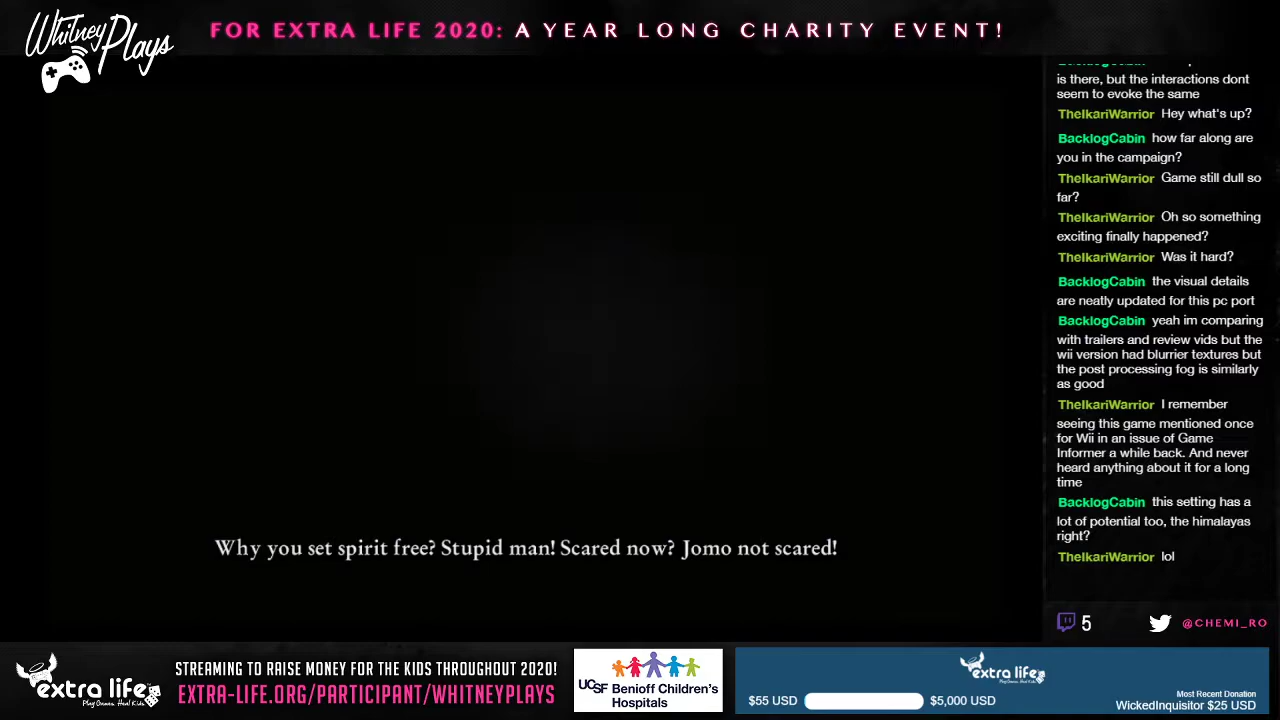 Whitney Plays
FOR EXTRA LIFE 2020: A YEAR LONG CHARITY EVENT!
is there, but the interactions dont
seem to evoke the same
TheIkariWarrior Hey what's up?
BacklogCabin how far along are
you in the campaign?
TheIkariWarrior Game still dull so
far?
TheIkariWarrior Oh so something
exciting finally happened?
TheIkariWarrior Was it hard?
BacklogCabin the visual details
are neatly updated for this pc port
BacklogCabin yeah im comparing
with trailers and review vids but the
wii version had blurrier textures but
the post processing fog is similarly
as good
TheIkariWarrior I remember
seeing this game mentioned once
for Wii in an issue of Game
Informer a while back. And never
heard anything about it for a long
time
BacklogCabin this setting has a
lot of potential too, the himalayas
right?
TheIkariWarrior lol
Why you set spirit free? Stupid man! Scared now? Jomo not scared!
5
@CHEMI_RO
extra life
Play Games. Heal Kids.
STREAMING TO RAISE MONEY FOR THE KIDS THROUGHOUT 2020!
EXTRA-LIFE.ORG/PARTICIPANT/WHITNEYPLAYS
UCSF Benioff Children's
Hospitals
extra life
Play Games. Heal Kids.
$55 USD
$5,000 USD
Most Recent Donation
WickedInquisitor $25 USD